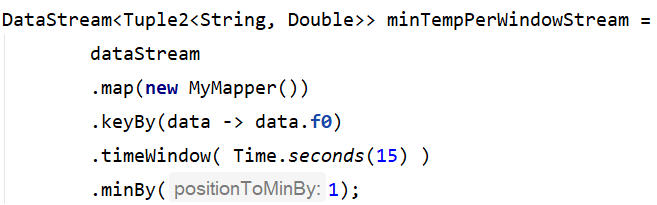 DataStream<Tuple2<String, Double>> minTempPerWindowStream =
dataStream
.map(new MyMapper())
.keyBy(data -> data.f0)
.timeWindow( Time.seconds(15) )
.minBy( positionToMinBy: 1);